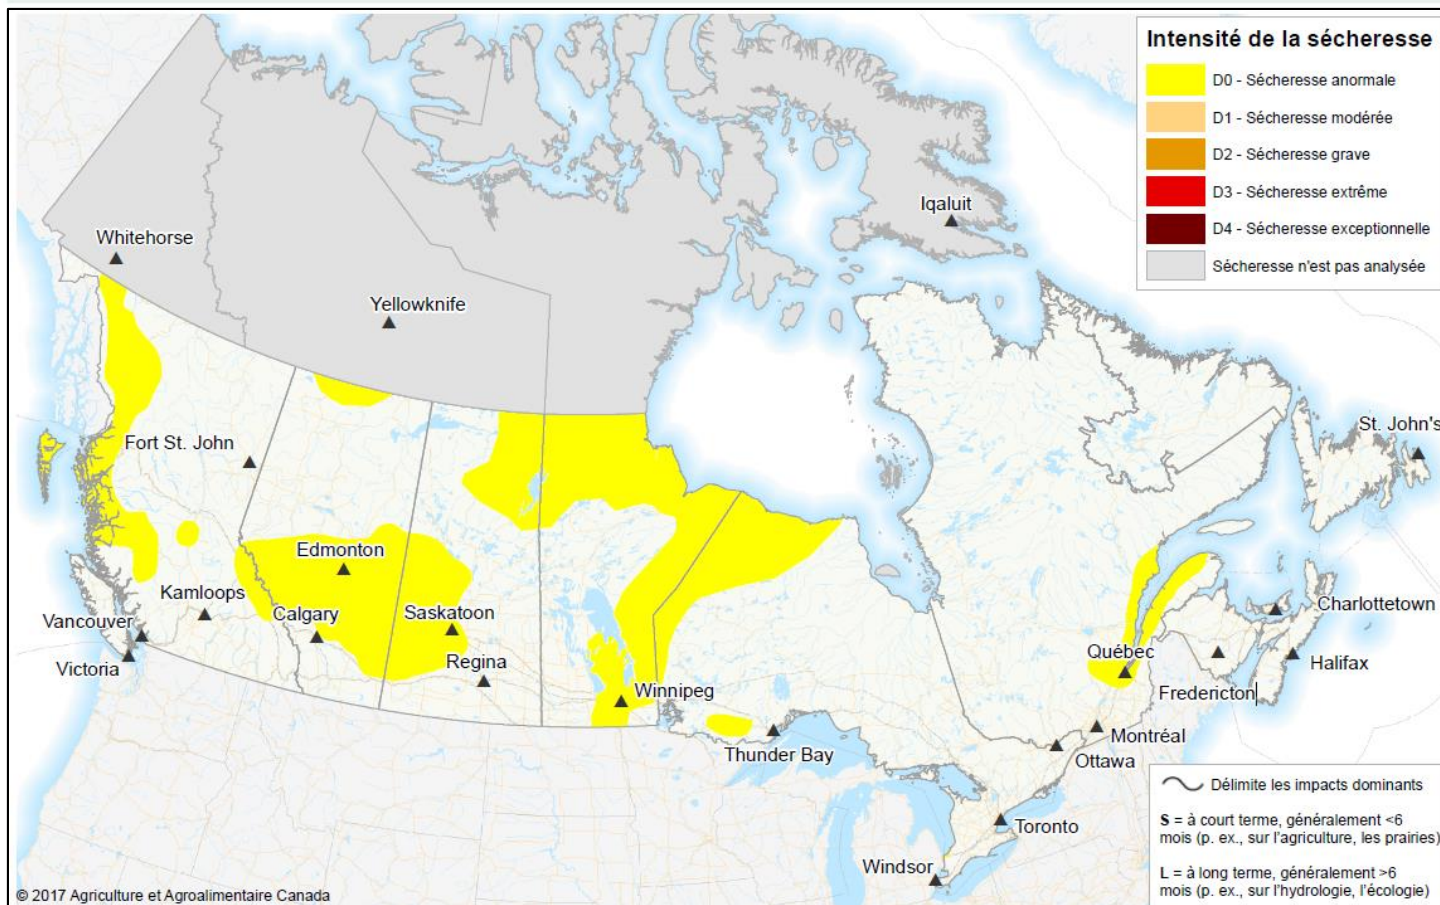 Intensité de la sécheresse
D0 - Sécheresse anormale
D1 - Sécheresse modérée
D2 - Sécheresse grave
D3 - Sécheresse extrême
D4 - Sécheresse exceptionnelle
Sécheresse n'est pas analysée
Iqaluit
Whitehorse
Yellowknife
Fort St. John
St. John's
Edmonton
Kamloops
Calgary
Saskatoon
Charlottetown
Vancouver
Victoria
Regina
Québec
Halifax
Winnipeg
Fredericton
Thunder Bay
Montréal
Ottawa
Toronto
Windsor
Délimite les impacts dominants
S = à court terme, généralement <6
mois (p. ex., sur l'agriculture, les prairies)
L = à long terme, généralement >6
mois (p. ex., sur l'hydrologie, l'écologie)
© 2017 Agriculture et Agroalimentaire Canada